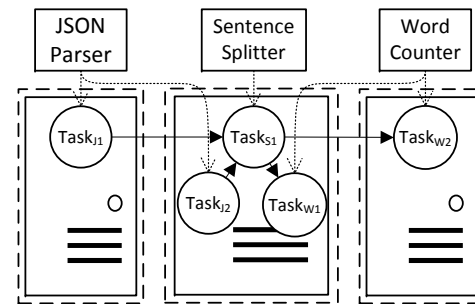 JSON
Parser
Sentence
Splitter
Word
Counter
TaskJ1
TaskS1
TaskW2
TaskJ2
TaskW1